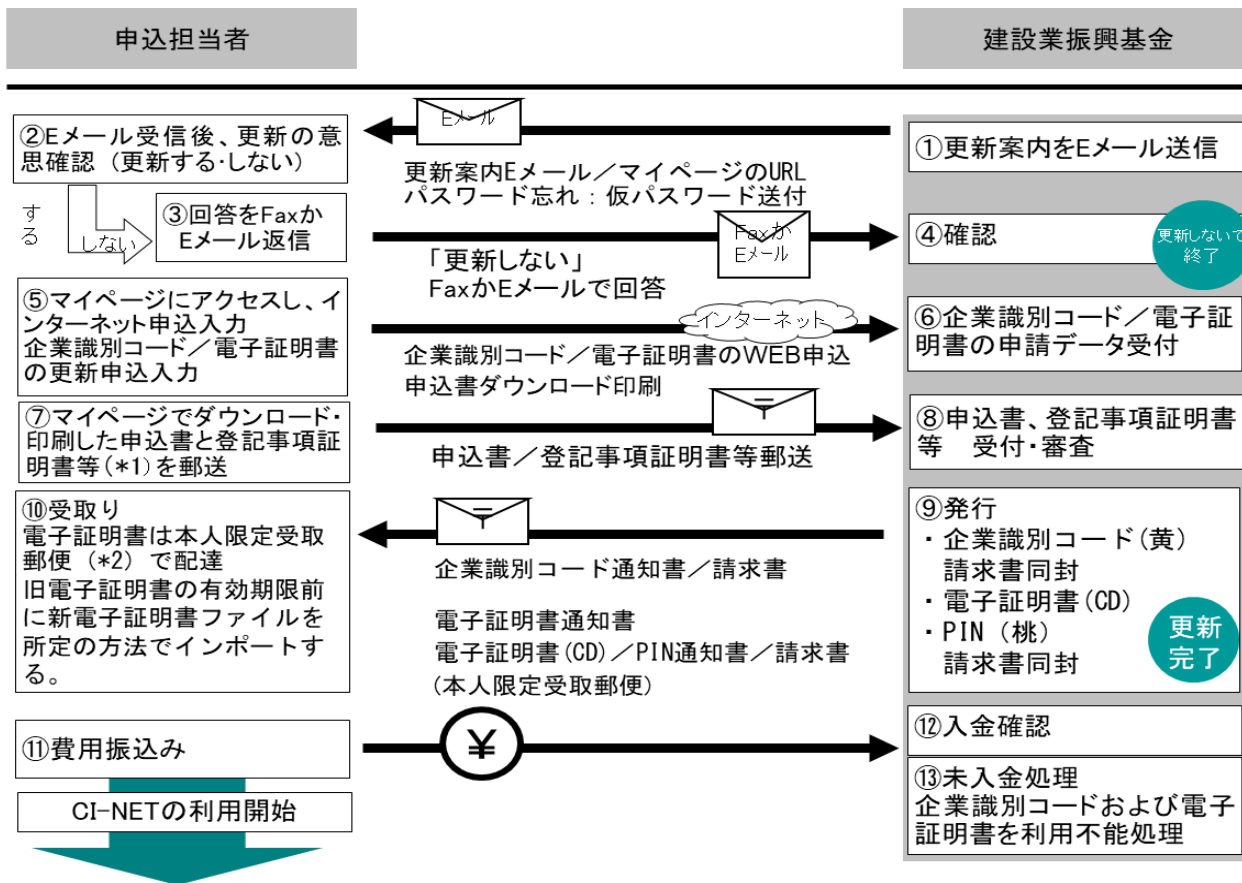 申込担当者
建設業振興基金
Eメール
①更新案内をEメール送信
②Eメール受信後、更新の意
思確認（更新する・しない）
更新案内Eメール／マイページのURL
パスワード忘れ：仮パスワード送付
する
しない
③回答をFaxか
Eメール返信
Faxか
Eメール
「更新しない」
FaxかEメールで回答
④確認
更新しないで
終了
⑤マイページにアクセスし、イ
ンターネット申込入力
企業識別コード／電子証明書
の更新申込入力
インターネット
企業識別コード／電子証明書のWEB申込
申込書ダウンロード印刷
⑥企業識別コード／電子証
明書の申請データ受付
⑦マイページでダウンロード・
印刷した申込書と登記事項証
明書等(*1)を郵送
〒
申込書／登記事項証明書等郵送
⑧申込書、登記事項証明書
等　受付・審査
⑩受取り
電子証明書は本人限定受取
郵便（*2）で配達
旧電子証明書の有効期限前
に新電子証明書ファイルを
所定の方法でインポートす
る。
〒
企業識別コード通知書／請求書
電子証明書通知書
電子証明書(CD)／PIN通知書／請求書
(本人限定受取郵便)
⑨発行
・企業識別コード(黄)
請求書同封
・電子証明書(CD)
・PIN（桃）
請求書同封
更新
完了
⑪費用振込み
¥
⑫入金確認
⑬未入金処理
企業識別コードおよび電子
証明書を利用不能処理
CI-NETの利用開始